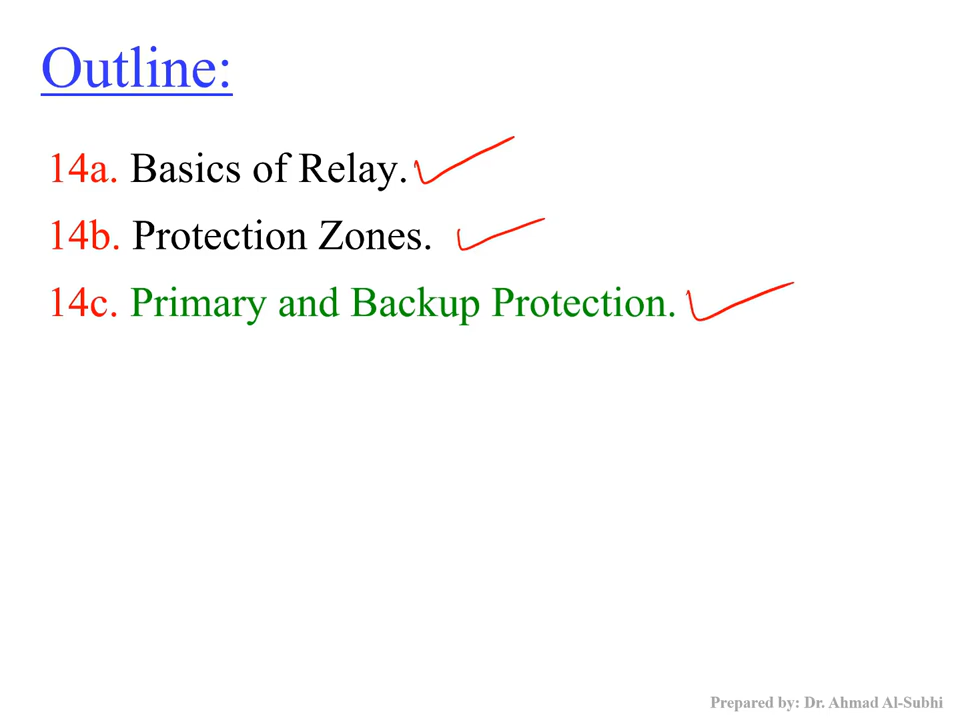 Outline:
14a. Basics of Relay.
14b. Protection Zones.
14c. Primary and Backup Protection.
Prepared by: Dr. Ahmad Al-Subhi